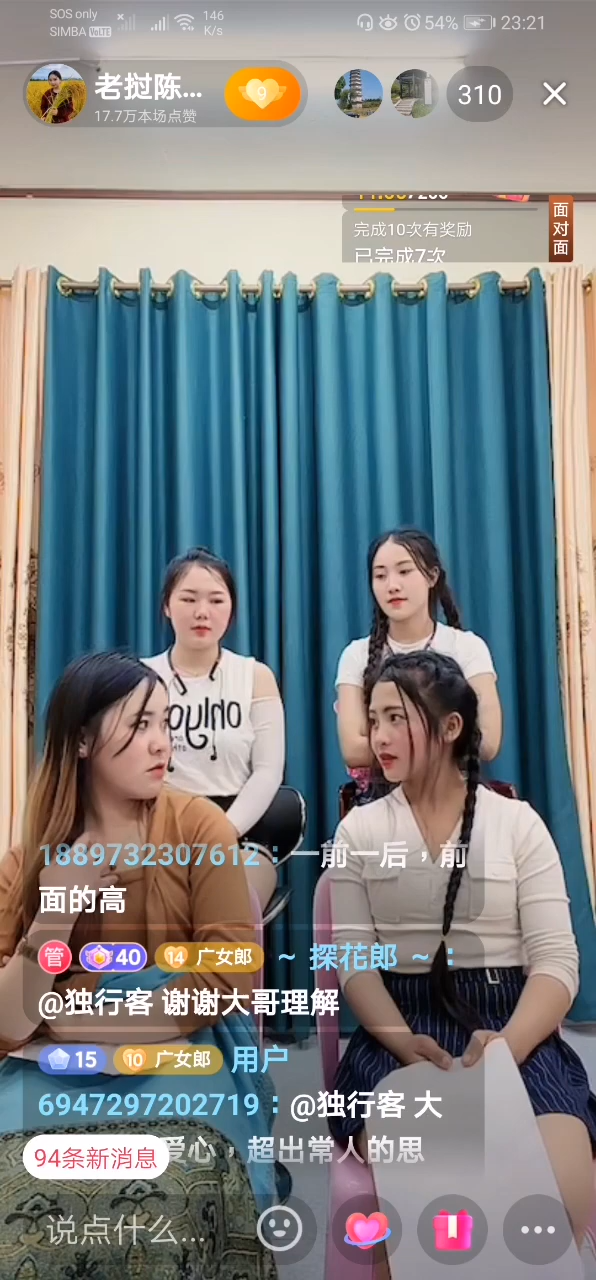 SOS only
SIMBA VoLTE
146
K/s
54%
23:21
老挝陈...
9
17.7万本场点赞
310
面对面
完成10次有奖励
已完成7次
onlyou
1889732307612：一前一后，前
面的高
管 40 14 广女郎 ~ 探花郎 ~ ：
@独行客 谢谢大哥理解
15 10 广女郎 用户
6947297202719：@独行客 大
爱心，超出常人的思
94条新消息
说点什么...